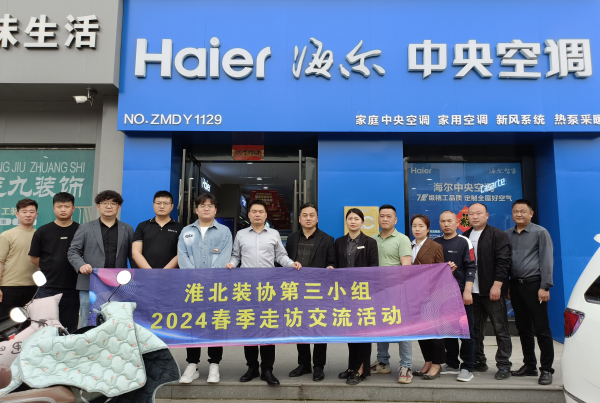 味生活
Haier 海尔 中央空调
NO.ZMDY1129
家庭中央空调 家用空调 新风系统 热泵采暖
JIU ZHUANG SHI
九装饰
Haier
海尔中央空
淮北装协第三小组
2024春季走访交流活动